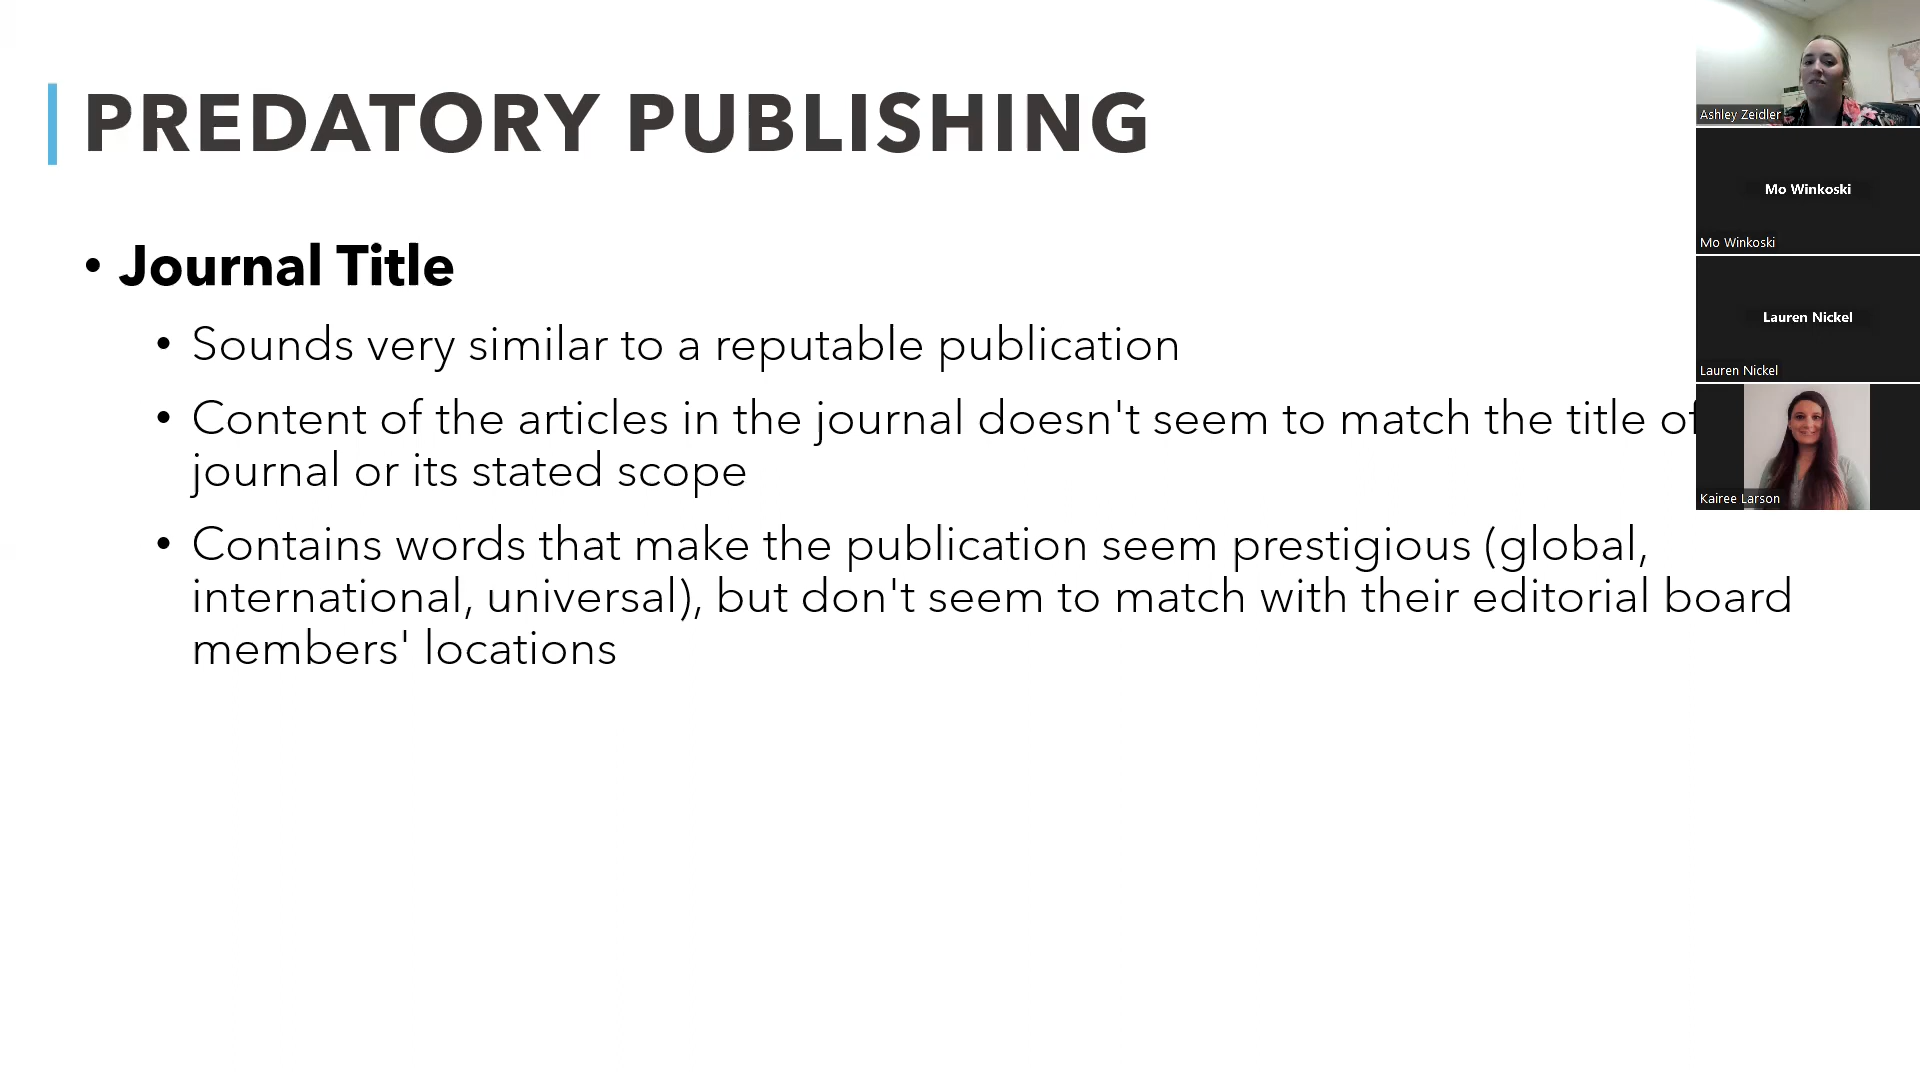 PREDATORY PUBLISHING
• Journal Title
• Sounds very similar to a reputable publication
• Content of the articles in the journal doesn't seem to match the title of
journal or its stated scope
• Contains words that make the publication seem prestigious (global,
international, universal), but don't seem to match with their editorial board
members' locations
Ashley Zeidler
Mo Winkoski
Mo Winkoski
Lauren Nickel
Lauren Nickel
Kairee Larson